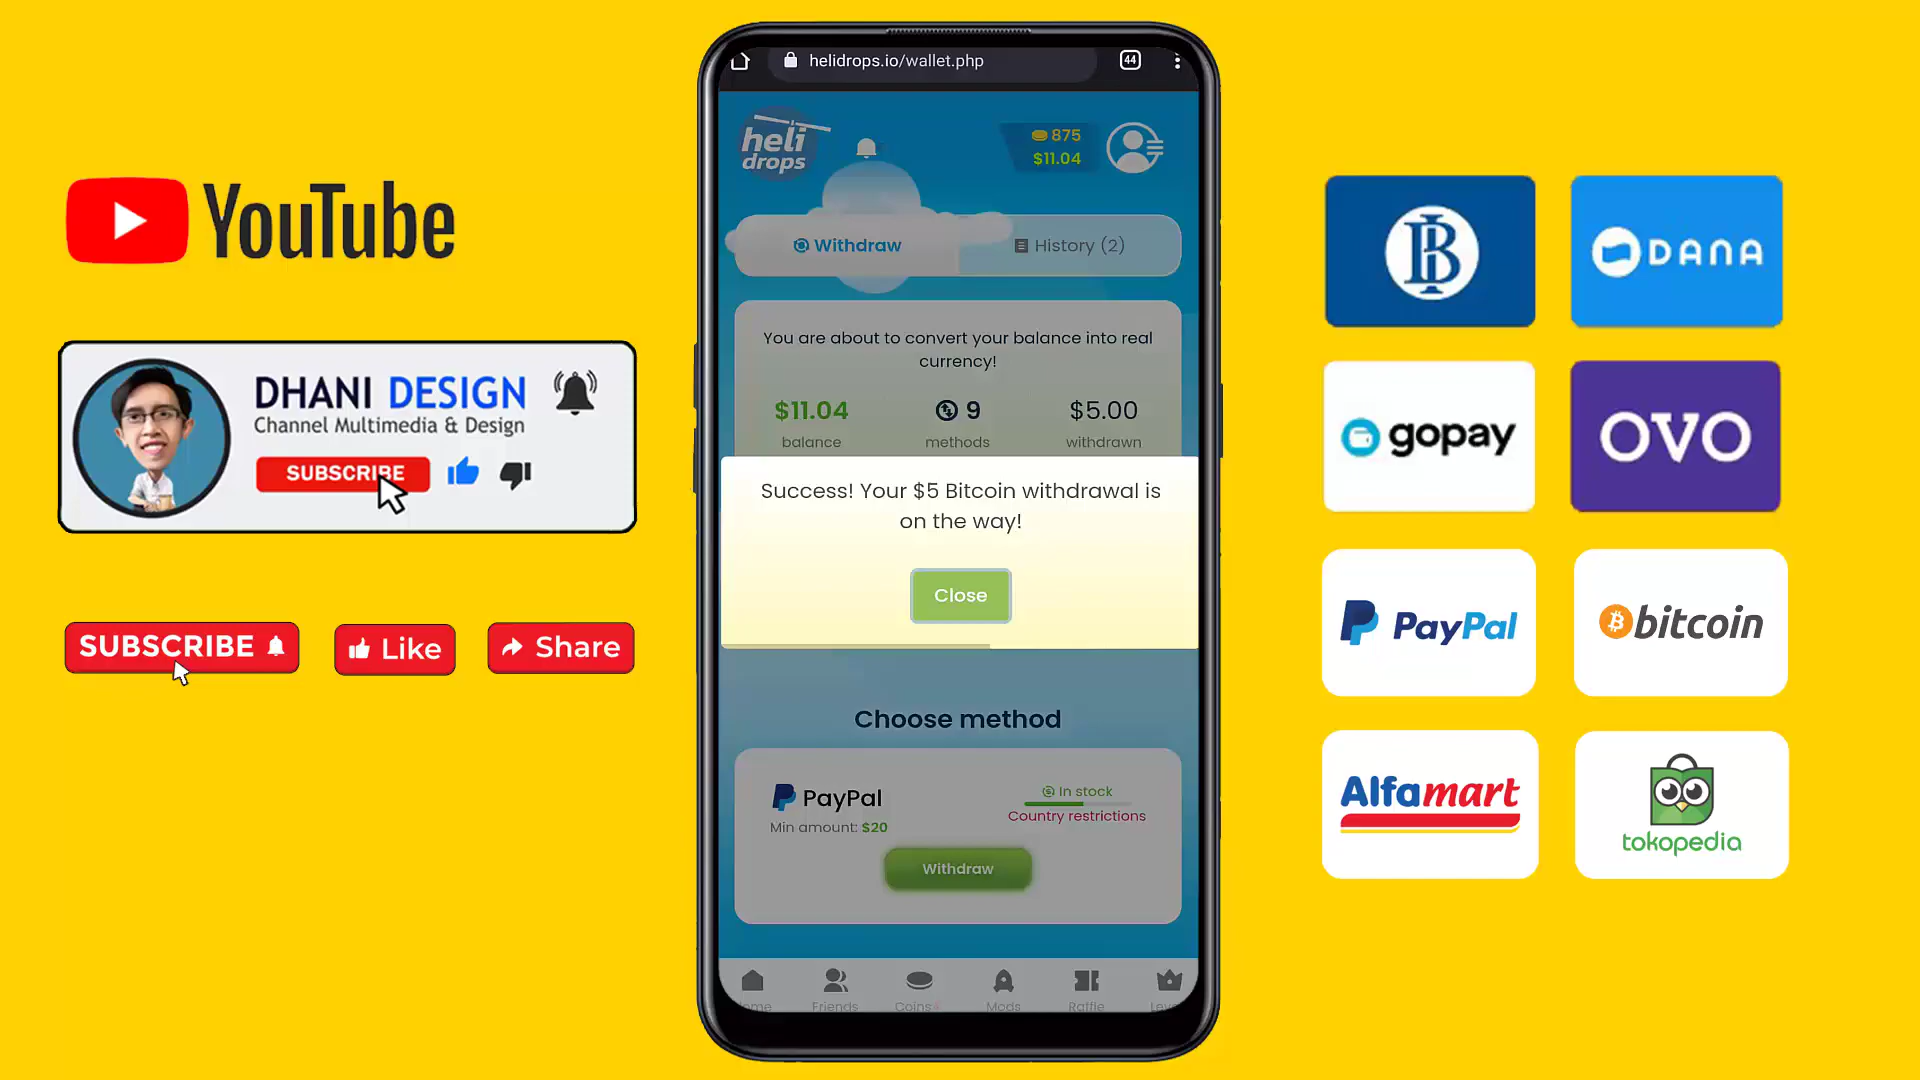 YouTube
DHANI DESIGN
Channel Multimedia & Design
SUBSCRIBE
SUBSCRIBE
Like
Share
helidrops.io/wallet.php
44
heli
drops
875
$11.04
Withdraw
History (2)
You are about to convert your balance into real
currency!
$11.04
9
$5.00
balance
methods
withdrawn
Success! Your $5 Bitcoin withdrawal is
on the way!
Close
Choose method
PayPal
In stock
Min amount: $20
Country restrictions
Withdraw
Friends
Coins
Mods
Raffle
DANA
gopay
OVO
PayPal
bitcoin
Alfamart
tokopedia